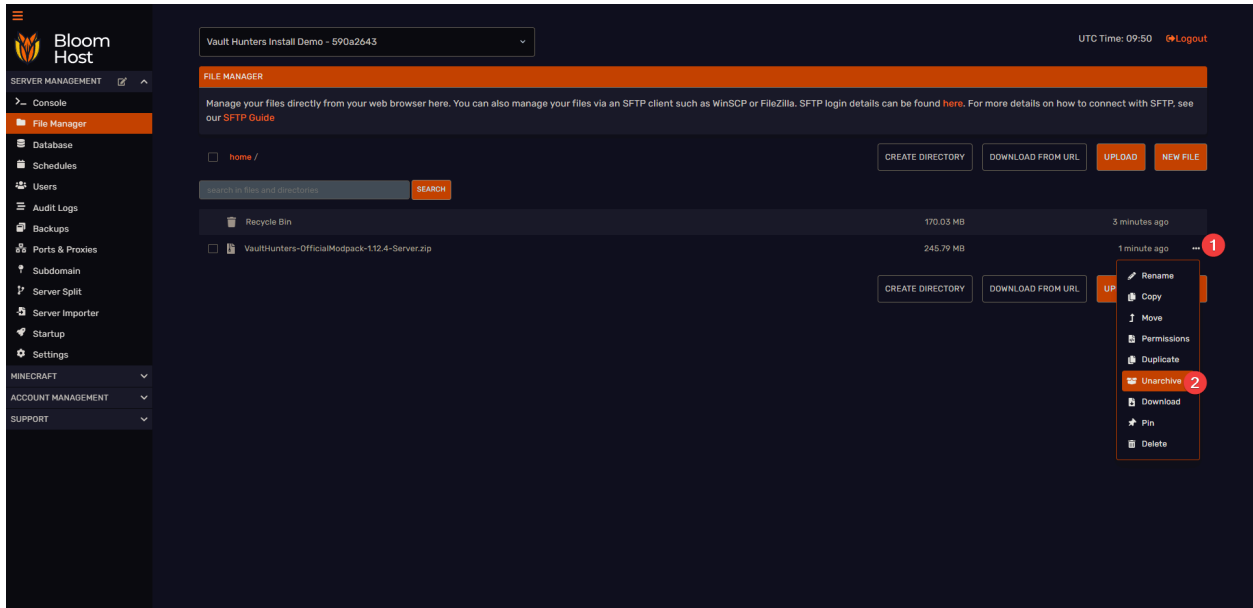 Bloom
Host
SERVER MANAGEMENT
Console
File Manager
Database
Schedules
Users
Audit Logs
Backups
Ports & Proxies
Subdomain
Server Split
Server Importer
Startup
Settings
MINECRAFT
ACCOUNT MANAGEMENT
SUPPORT
Vault Hunters Install Demo - 590a2643
UTC Time: 09:50 Logout
FILE MANAGER
Manage your files directly from your web browser here. You can also manage your files via an SFTP client such as WinSCP or FileZilla. SFTP login details can be found here. For more details on how to connect with SFTP, see
our SFTP Guide
home / CREATE DIRECTORY DOWNLOAD FROM URL UPLOAD NEW FILE
search in files and directories SEARCH
Recycle Bin 170.03 MB 3 minutes ago
VaultHunters-OfficialModpack-1.12.4-Server.zip 245.79 MB 1 minute ago ... 1
CREATE DIRECTORY DOWNLOAD FROM URL UP
Rename
Copy
Move
Permissions
Duplicate
Unarchive 2
Download
Pin
Delete